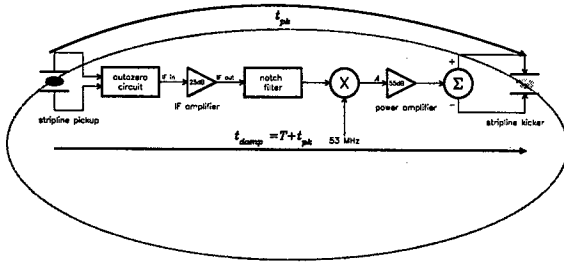 t_pk
autozero circuit
IF in
23dB
IF out
notch filter
X
A
55dB
+
Σ
−
stripline pickup
IF amplifier
power amplifier
stripline kicker
t_damp = T + t_pk
53 MHz